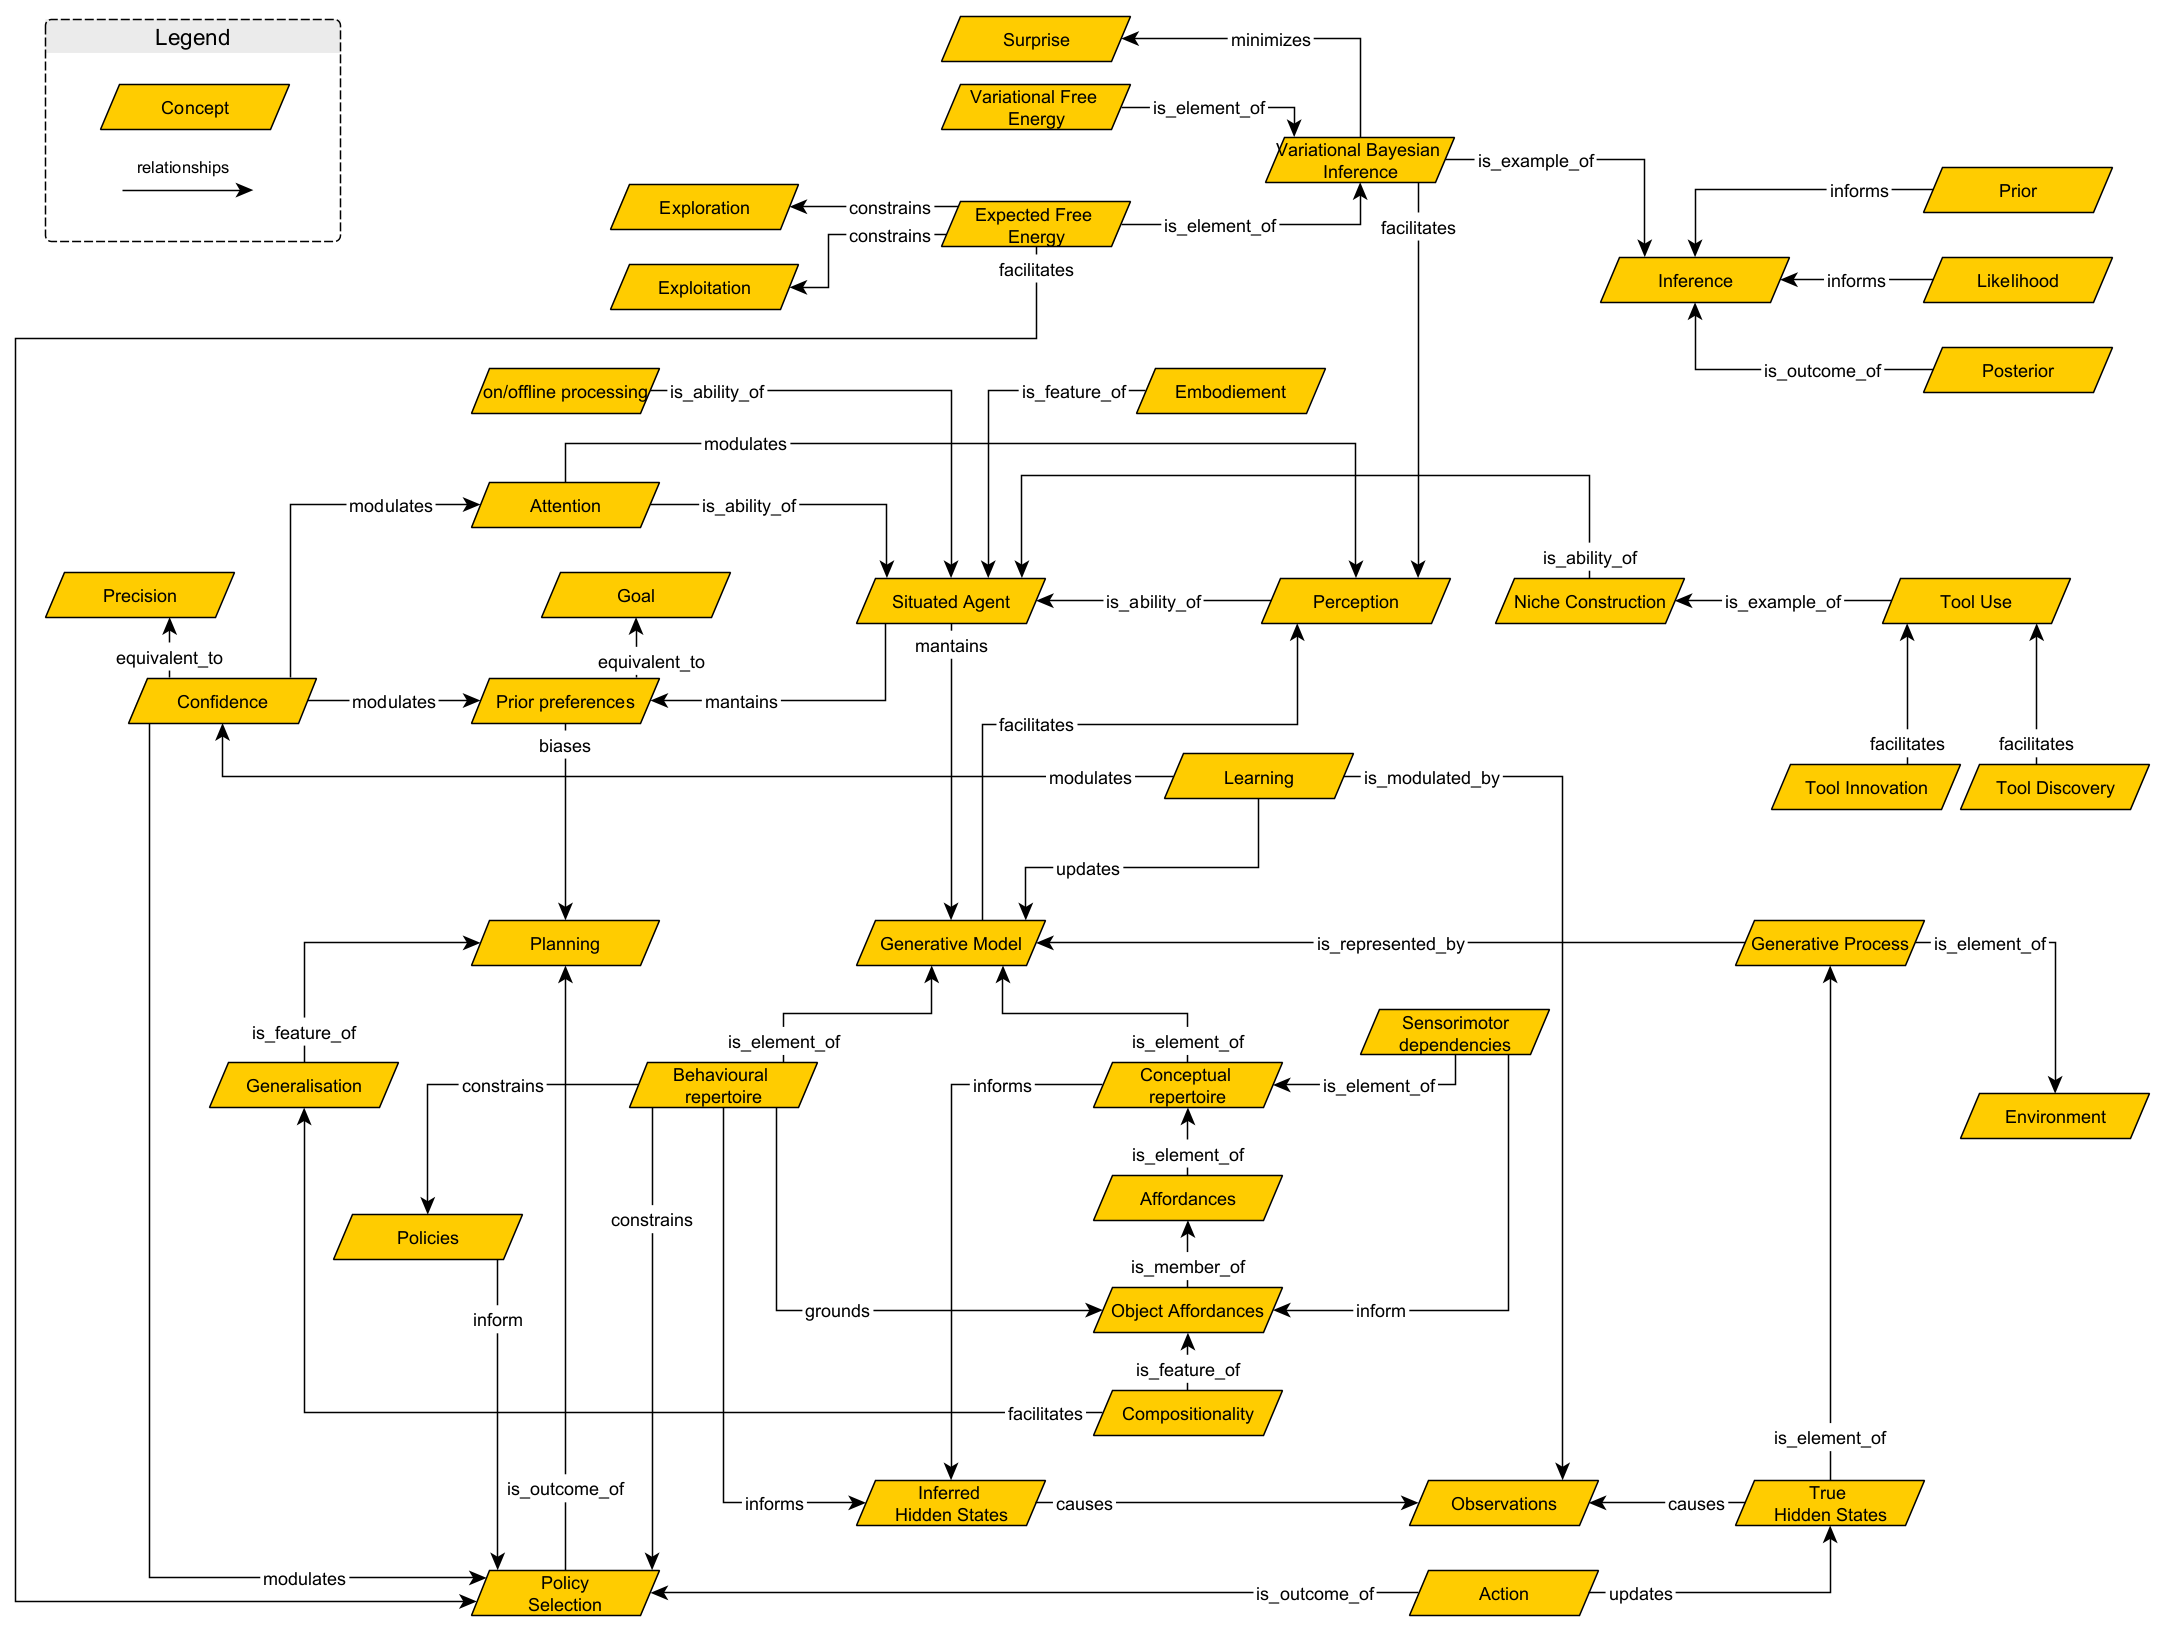 Legend
Concept
relationships
Surprise
minimizes
Variational Free
Energy
is_element_of
Variational Bayesian
Inference
is_example_of
Exploration
constrains
Expected Free
Energy
is_element_of
facilitates
informs
Prior
constrains
Exploitation
facilitates
Inference
informs
Likelihood
is_outcome_of
Posterior
on/offline processing
is_ability_of
is_feature_of
Embodiement
modulates
modulates
Attention
is_ability_of
is_ability_of
Precision
Goal
Situated Agent
is_ability_of
Perception
Niche Construction
is_example_of
Tool Use
equivalent_to
equivalent_to
mantains
Confidence
modulates
Prior preferences
mantains
facilitates
biases
facilitates
facilitates
modulates
Learning
is_modulated_by
Tool Innovation
Tool Discovery
updates
Planning
Generative Model
is_represented_by
Generative Process
is_element_of
is_feature_of
is_element_of
is_element_of
Sensorimotor
dependencies
Generalisation
constrains
Behavioural
repertoire
informs
Conceptual
repertoire
is_element_of
Environment
is_element_of
Affordances
Policies
constrains
is_member_of
inform
grounds
Object Affordances
inform
is_feature_of
facilitates
Compositionality
is_element_of
is_outcome_of
informs
Inferred
Hidden States
causes
Observations
causes
True
Hidden States
modulates
Policy
Selection
is_outcome_of
Action
updates